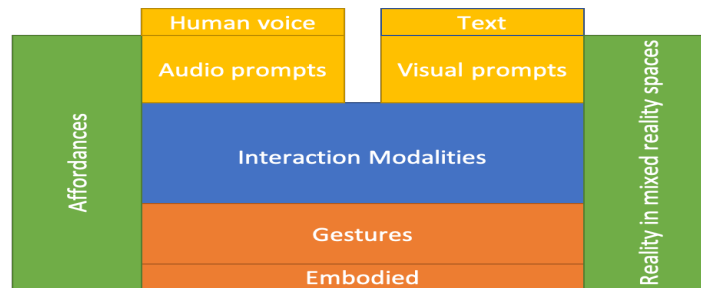 Human voice
Text
Audio prompts
Visual prompts
Affordances
Interaction Modalities
Reality in mixed reality spaces
Gestures
Embodied